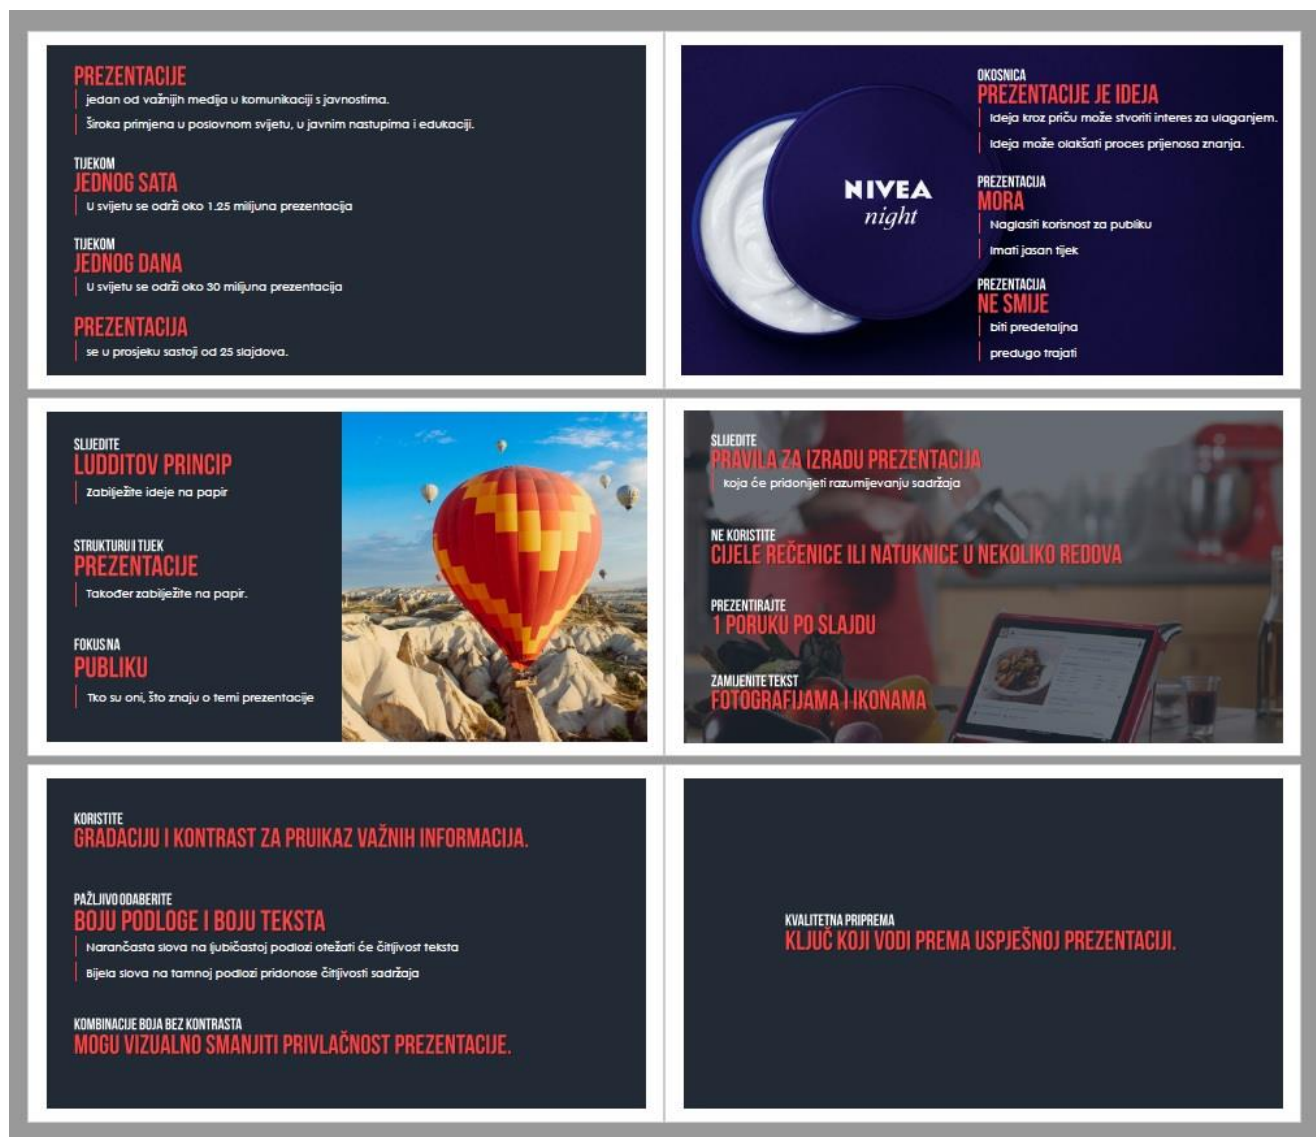 PREZENTACIJE
jedan od važnijih medija u komunikaciji s javnostima.
Široka primjena u poslovnom svijetu, u javnim nastupima i edukaciji.
TIJEKOM
JEDNOG SATA
U svijetu se održi oko 1.25 milijuna prezentacija
TIJEKOM
JEDNOG DANA
U svijetu se održi oko 30 milijuna prezentacija
PREZENTACIJA
se u prosjeku sastoji od 25 slajdova.
NIVEA
night
OKOSNICA
PREZENTACIJE JE IDEJA
Ideja kroz priču može stvoriti interes za ulaganjem.
Ideja može olakšati proces prijenosa znanja.
PREZENTACIJA
MORA
Naglasiti korisnost za publiku
Imati jasan tijek
PREZENTACIJA
NE SMIJE
biti predetaljna
predugo trajati
SLIJEDITE
LUDDITOV PRINCIP
Zabilježite ideje na papir
STRUKTURU I TIJEK
PREZENTACIJE
Također zabilježite na papir.
FOKUS NA
PUBLIKU
Tko su oni, što znaju o temi prezentacije
SLIJEDITE
PRAVILA ZA IZRADU PREZENTACIJA
koja će pridonijeti razumijevanju sadržaja
NE KORISTITE
CIJELE REČENICE ILI NATUKNICE U NEKOLIKO REDOVA
PREZENTIRAJTE
1 PORUKU PO SLAJDU
ZAMIJENITE TEKST
FOTOGRAFIJAMA I IKONAMA
KORISTITE
GRADACIJU I KONTRAST ZA PRUIKAZ VAŽNIH INFORMACIJA.
PAŽLJIVO ODABERITE
BOJU PODLOGE I BOJU TEKSTA
Narančasta slova na ljubičastoj podlozi otežati će čitljivost teksta
Bijela slova na tamnoj podlozi pridonose čitljivosti sadržaja
KOMBINACIJE BOJA BEZ KONTRASTA
MOGU VIZUALNO SMANJITI PRIVLAČNOST PREZENTACIJE.
KVALITETNA PRIPREMA
KLJUČ KOJI VODI PREMA USPJEŠNOJ PREZENTACIJI.